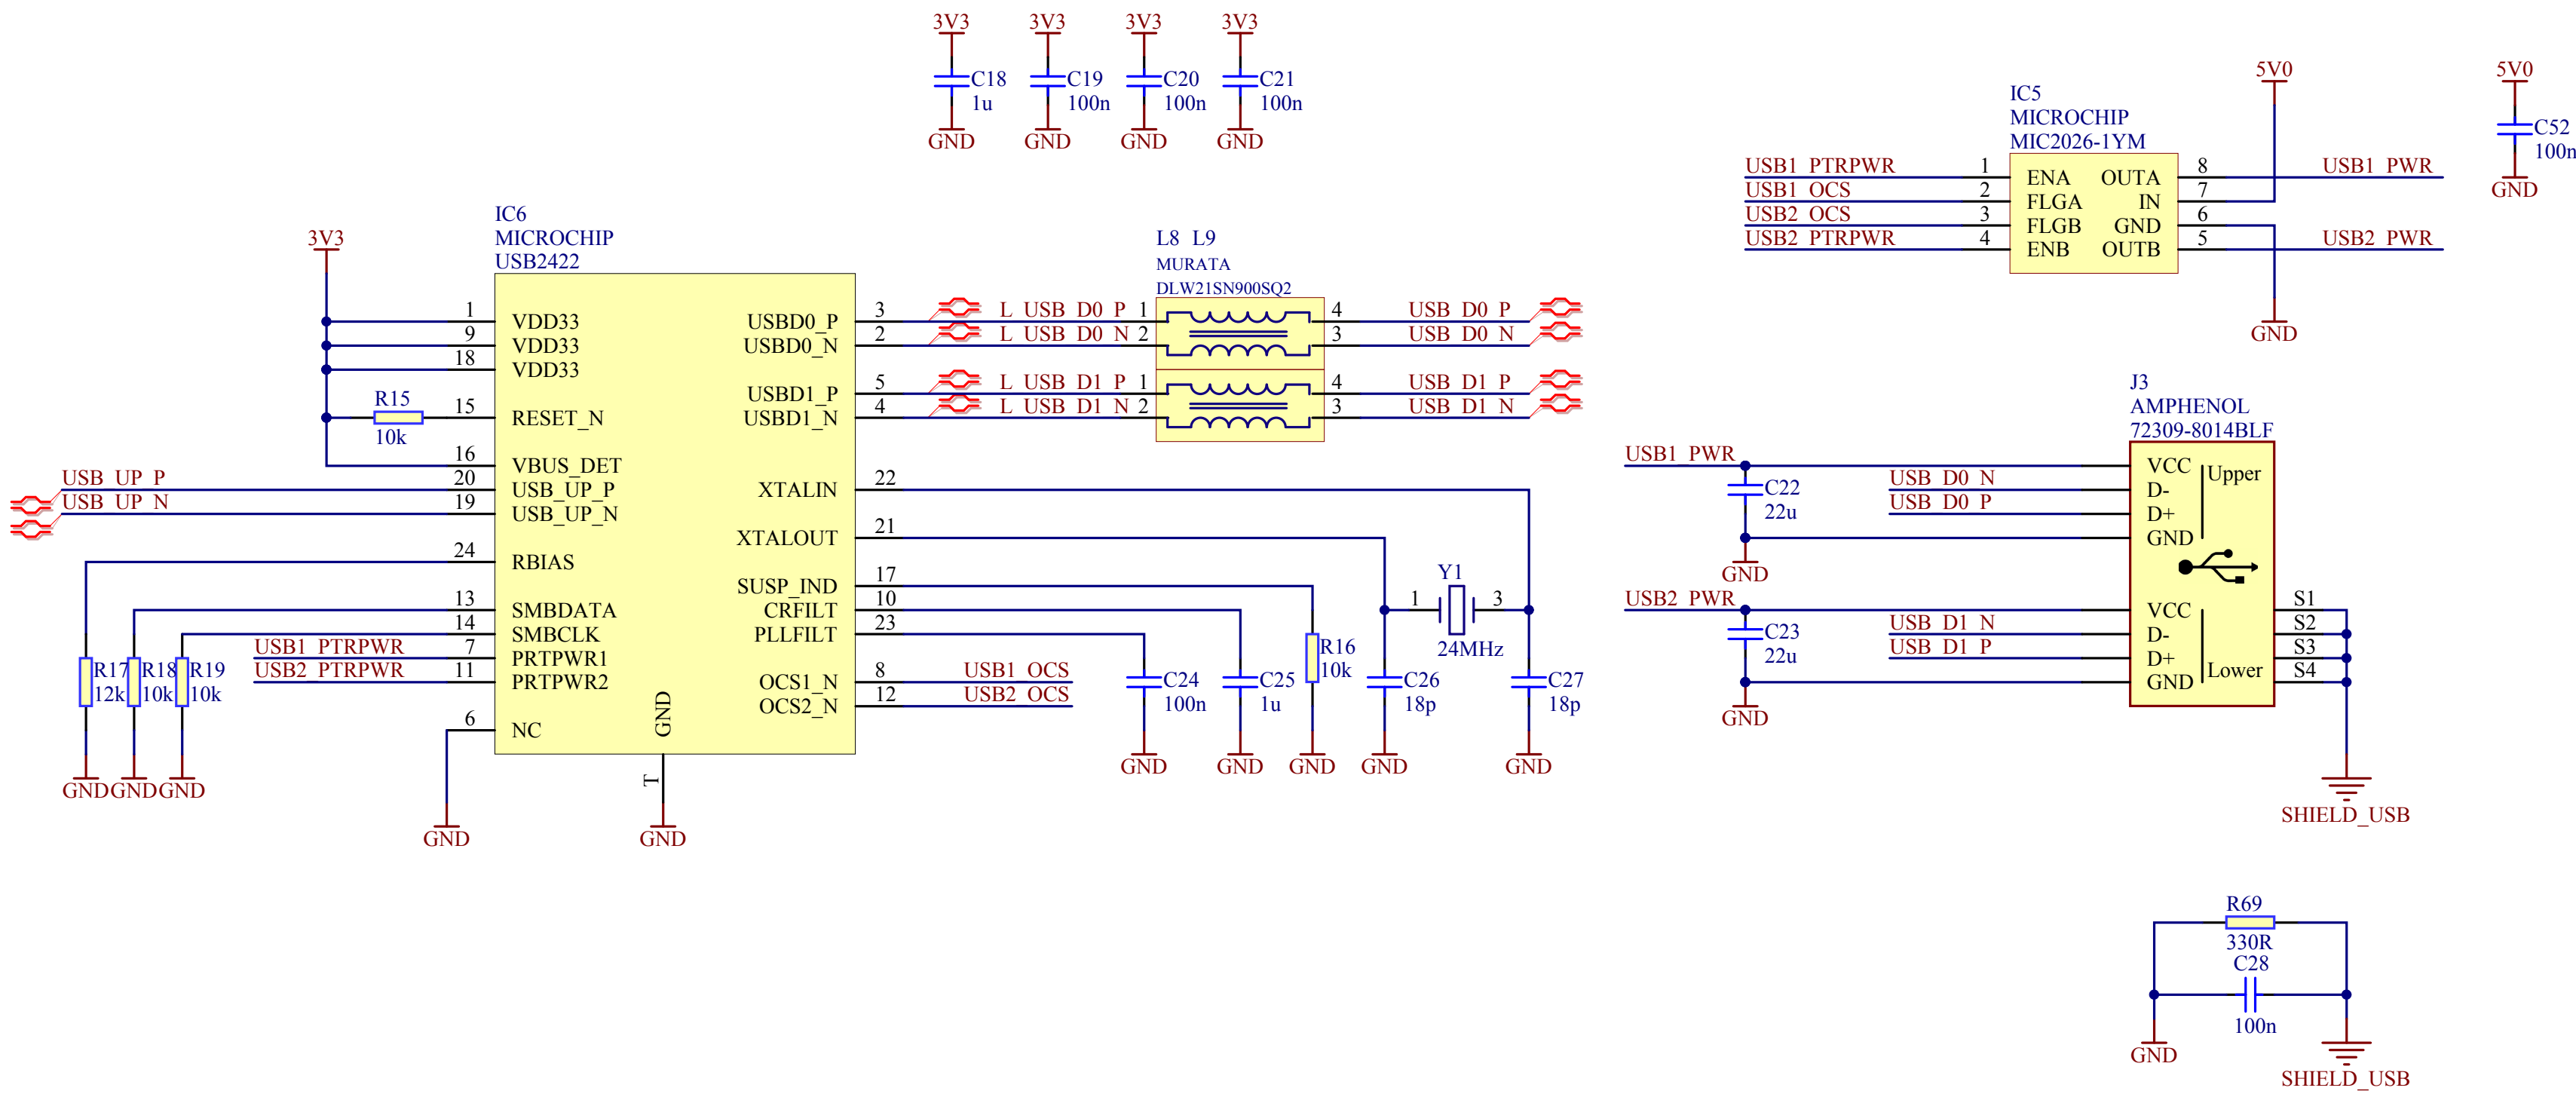 3V3 3V3 3V3 3V3
C18 C19 C20 C21
1u 100n 100n 100n
GND GND GND GND
5V0 5V0
IC5
MICROCHIP
MIC2026-1YM
C52
100n
GND
USB1_PTRPWR 1 ENA OUTA 8 USB1_PWR
USB1_OCS 2 FLGA IN 7
USB2_OCS 3 FLGB GND 6
USB2_PTRPWR 4 ENB OUTB 5 USB2_PWR
GND
3V3
IC6
MICROCHIP
USB2422
1 VDD33 USBD0_P 3
9 VDD33 USBD0_N 2
18 VDD33
USBD1_P 5
R15 15 RESET_N USBD1_N 4
10k
16 VBUS_DET
USB_UP_P 20 USB_UP_P XTALIN 22
USB_UP_N 19 USB_UP_N
XTALOUT 21
24 RBIAS
SUSP_IND 17
13 SMBDATA CRFILT 10
14 SMBCLK PLLFILT 23
USB1_PTRPWR 7 PRTPWR1
USB2_PTRPWR 11 PRTPWR2 OCS1_N 8 USB1_OCS
OCS2_N 12 USB2_OCS
6 NC GND
T
R17 R18 R19
12k 10k 10k
GND GND GND
GND GND
L8 L9
MURATA
DLW21SN900SQ2
L_USB_D0_P 1 4 USB_D0_P
L_USB_D0_N 2 3 USB_D0_N
L_USB_D1_P 1 4 USB_D1_P
L_USB_D1_N 2 3 USB_D1_N
Y1
1 3
24MHz
R16
10k
C24 C25 C26 C27
100n 1u 18p 18p
GND GND GND GND GND
J3
AMPHENOL
72309-8014BLF
USB1_PWR VCC Upper
C22 USB_D0_N D-
22u USB_D0_P D+
GND
GND
USB2_PWR VCC S1
C23 USB_D1_N D- S2
22u USB_D1_P D+ S3
GND Lower S4
GND
SHIELD_USB
R69
330R
C28
100n
GND
SHIELD_USB